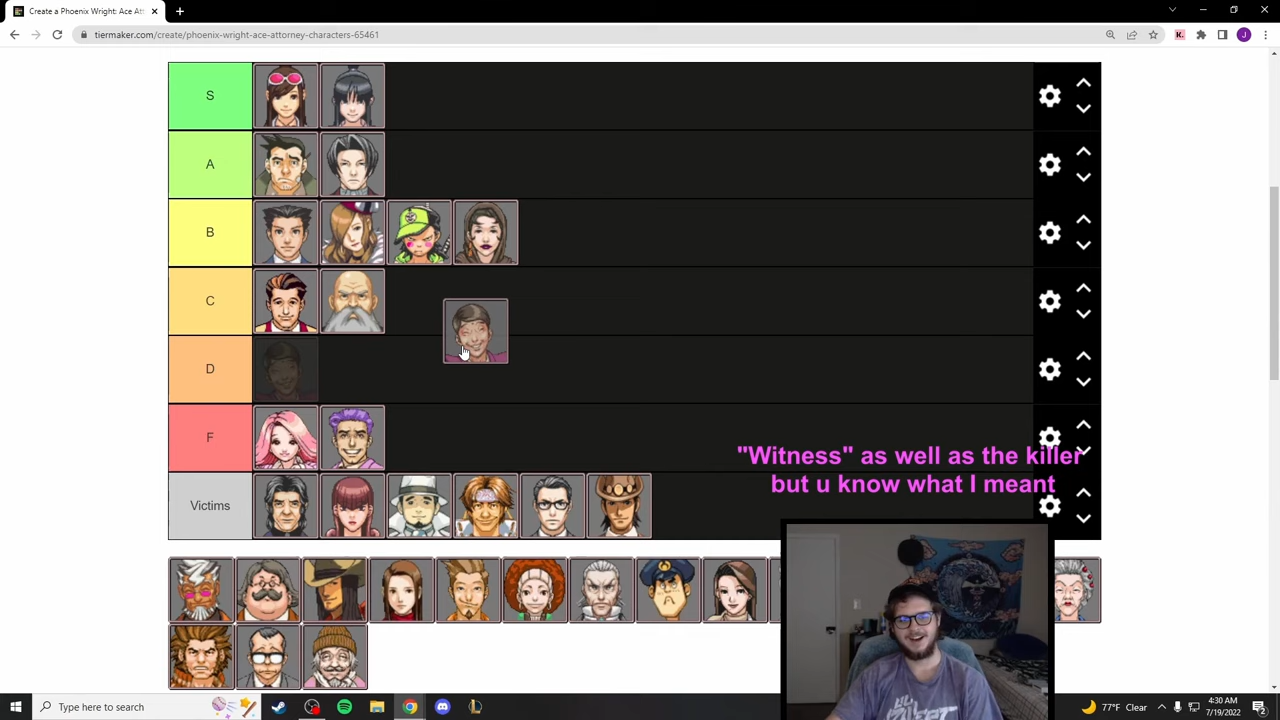 Create a Phoenix Wright: Ace Att
tiermaker.com/create/phoenix-wright-ace-attorney-characters-65461
K.
J
S
A
B
C
D
F
Victims
"Witness" as well as the killer
but u know what I meant
Type here to search
77°F Clear
4:30 AM
7/19/2022
2